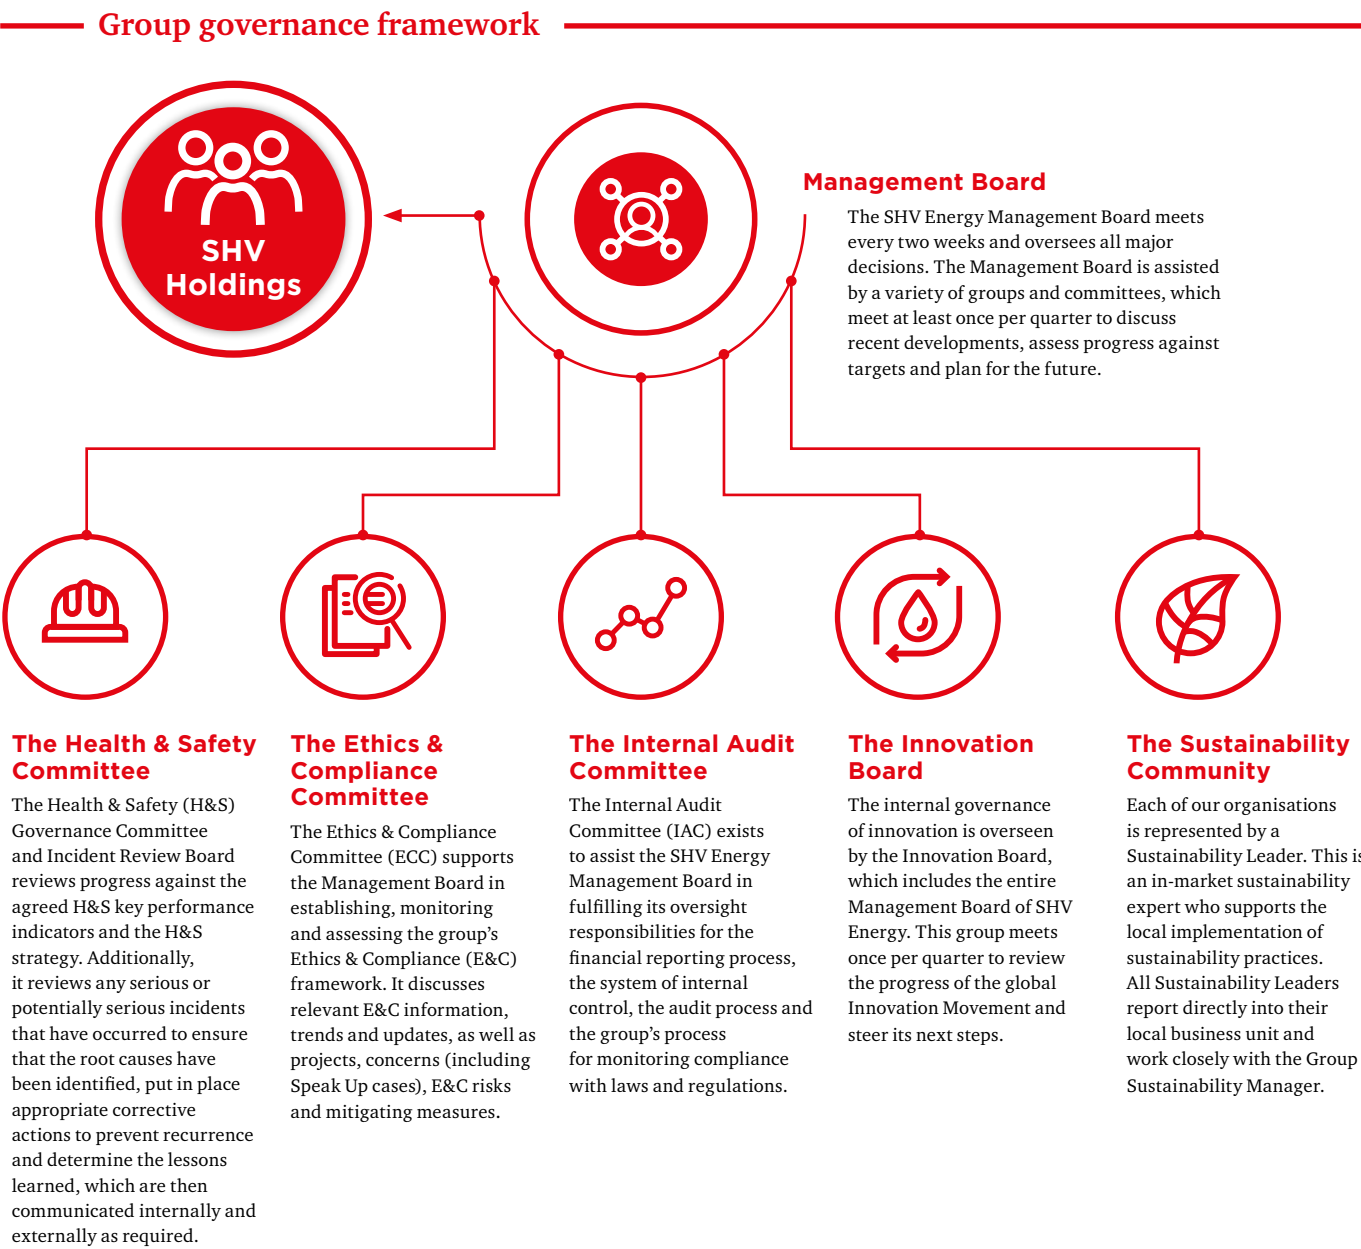 Group governance framework
SHV
Holdings
Management Board
The SHV Energy Management Board meets
every two weeks and oversees all major
decisions. The Management Board is assisted
by a variety of groups and committees, which
meet at least once per quarter to discuss
recent developments, assess progress against
targets and plan for the future.
The Health & Safety
Committee
The Health & Safety (H&S)
Governance Committee
and Incident Review Board
reviews progress against the
agreed H&S key performance
indicators and the H&S
strategy. Additionally,
it reviews any serious or
potentially serious incidents
that have occurred to ensure
that the root causes have
been identified, put in place
appropriate corrective
actions to prevent recurrence
and determine the lessons
learned, which are then
communicated internally and
externally as required.
The Ethics &
Compliance
Committee
The Ethics & Compliance
Committee (ECC) supports
the Management Board in
establishing, monitoring
and assessing the group's
Ethics & Compliance (E&C)
framework. It discusses
relevant E&C information,
trends and updates, as well as
projects, concerns (including
Speak Up cases), E&C risks
and mitigating measures.
The Internal Audit
Committee
The Internal Audit
Committee (IAC) exists
to assist the SHV Energy
Management Board in
fulfilling its oversight
responsibilities for the
financial reporting process,
the system of internal
control, the audit process and
the group's process
for monitoring compliance
with laws and regulations.
The Innovation
Board
The internal governance
of innovation is overseen
by the Innovation Board,
which includes the entire
Management Board of SHV
Energy. This group meets
once per quarter to review
the progress of the global
Innovation Movement and
steer its next steps.
The Sustainability
Community
Each of our organisations
is represented by a
Sustainability Leader. This is
an in-market sustainability
expert who supports the
local implementation of
sustainability practices.
All Sustainability Leaders
report directly into their
local business unit and
work closely with the Group
Sustainability Manager.